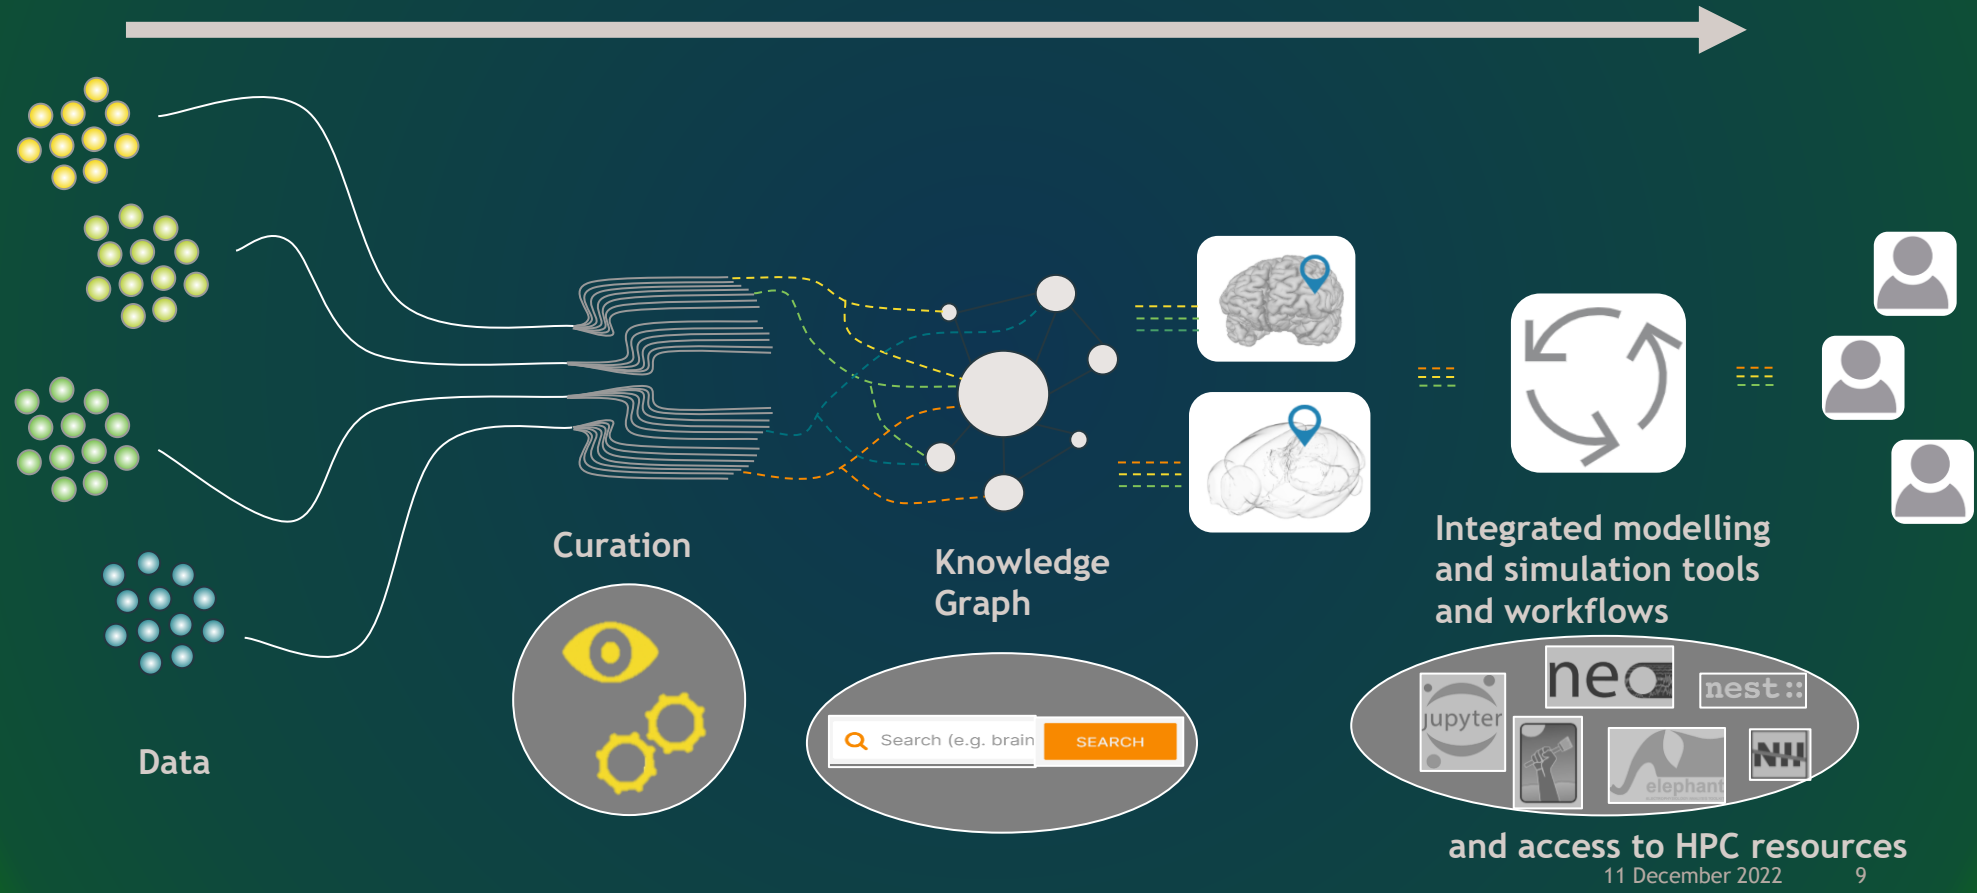 Curation
Knowledge
Graph
Integrated modelling
and simulation tools
and workflows
Data
Search (e.g. brain
SEARCH
jupyter
neo
nest::
elephant
and access to HPC resources
11 December 2022
9